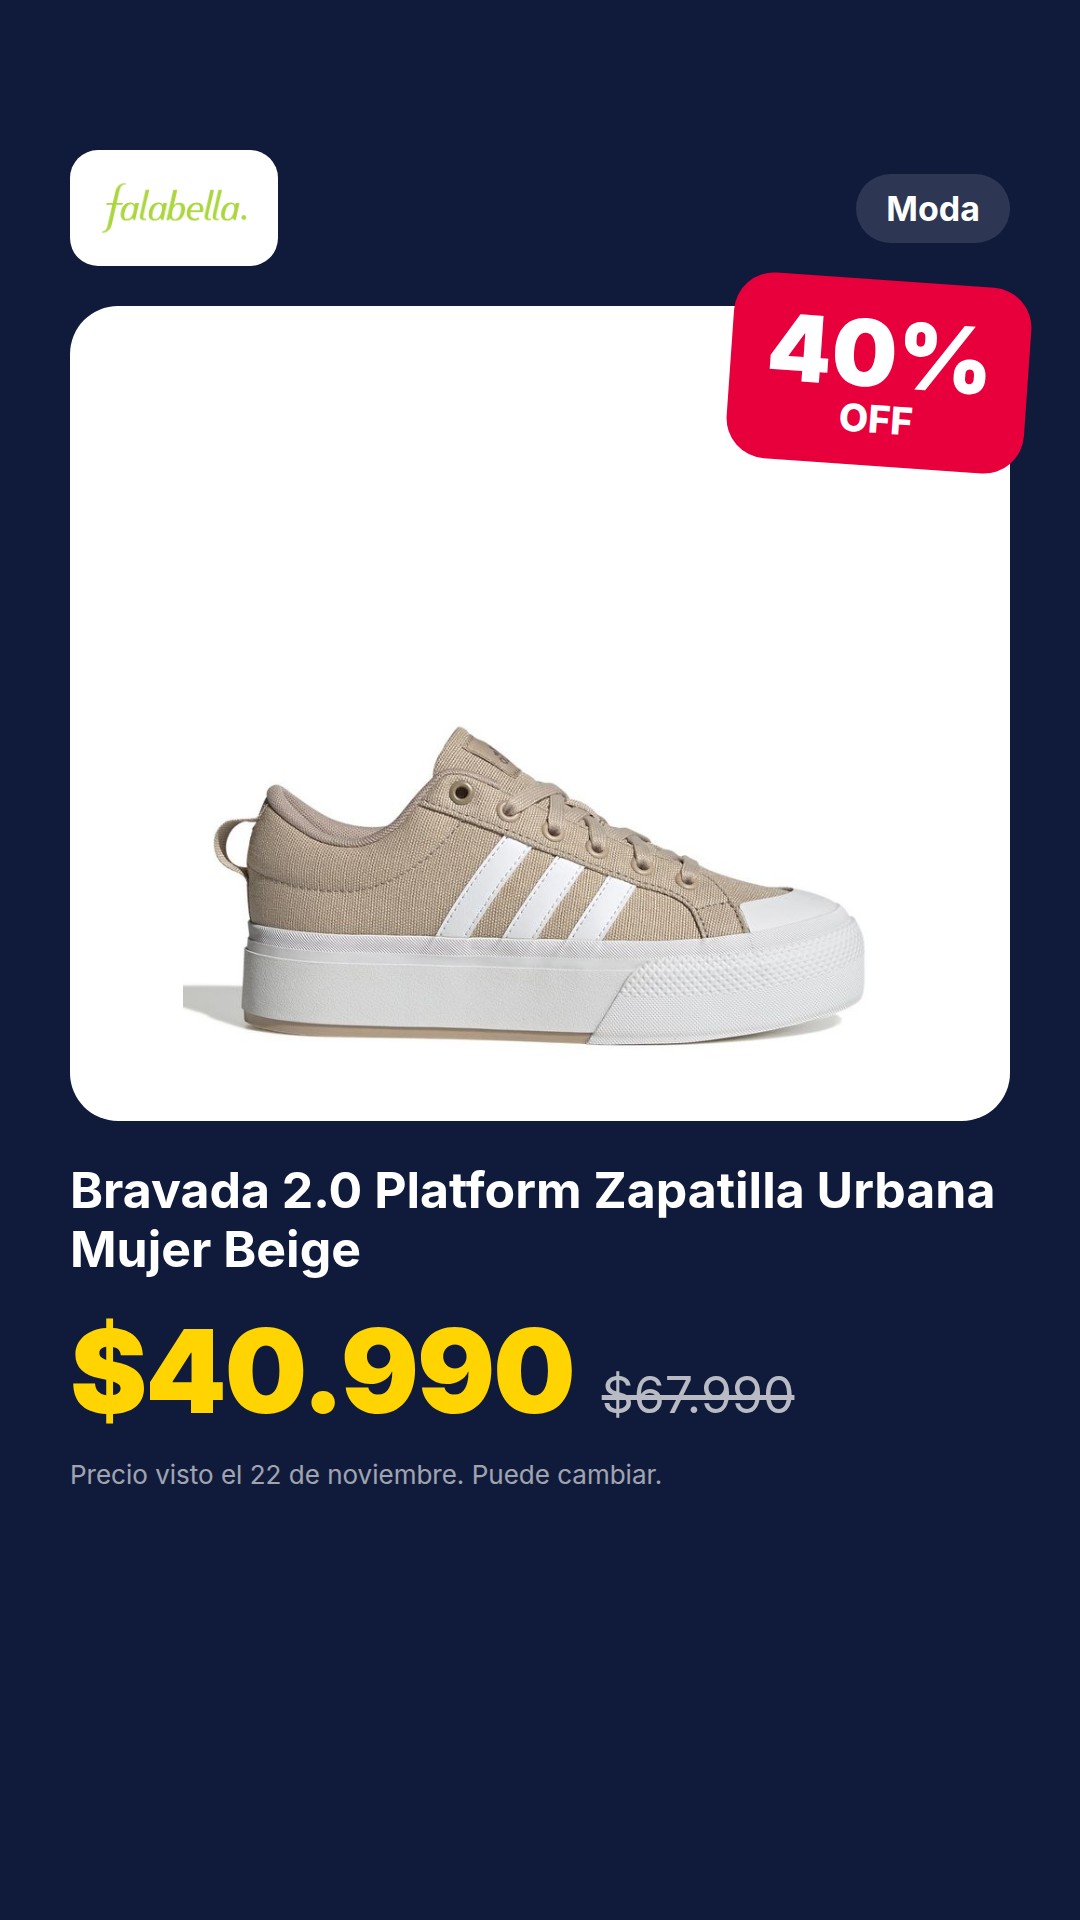 falabella.
Moda
40%
OFF
Bravada 2.0 Platform Zapatilla Urbana
Mujer Beige
$40.990 $67.990
Precio visto el 22 de noviembre. Puede cambiar.